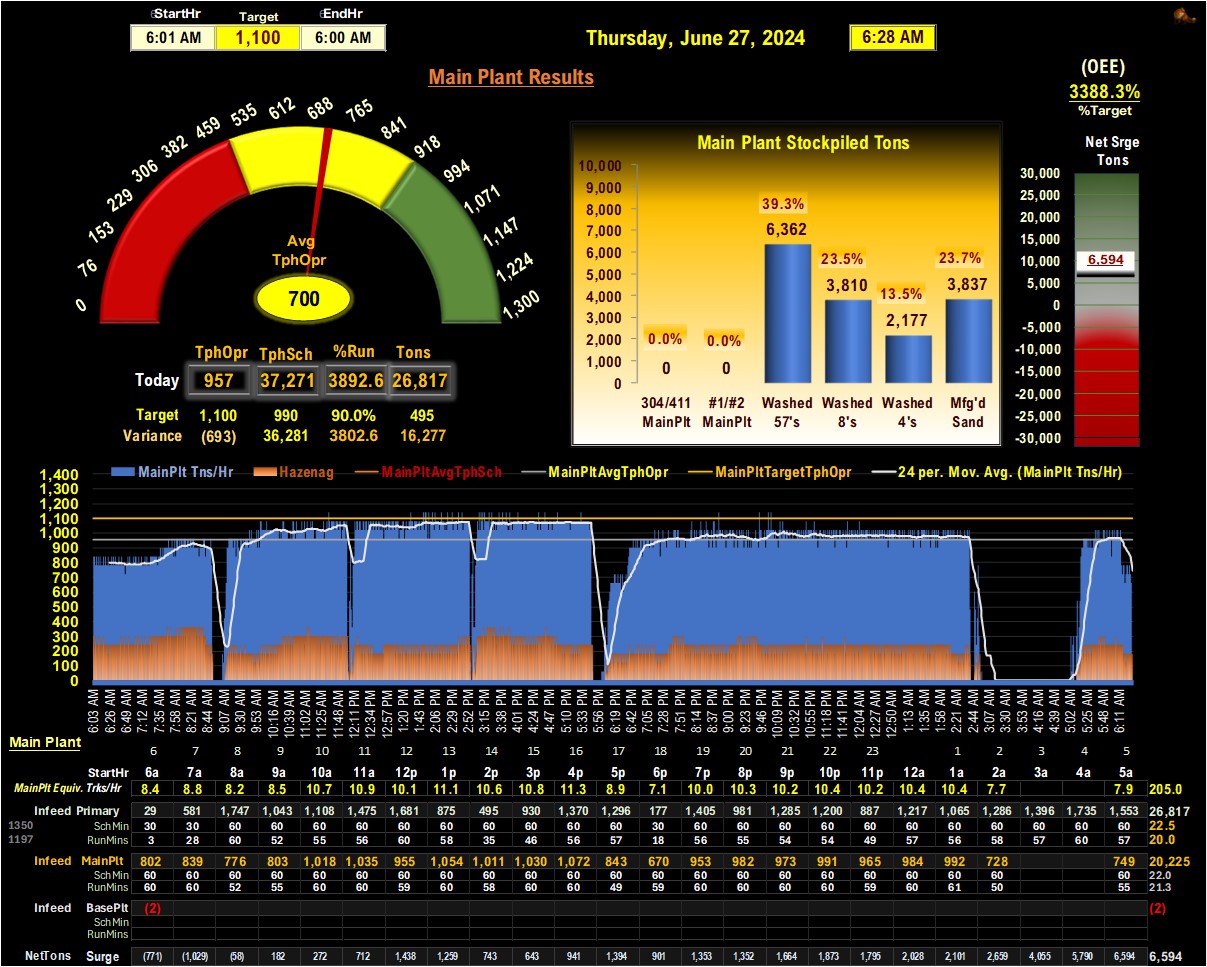 StartHr Target EndHr
6:01 AM 1,100 6:00 AM
Thursday, June 27, 2024 6:28 AM
Main Plant Results
(OEE)
3388.3%
%Target
Net Srge
Tons
0 76 153 229 306 382 459 535 612 688 765 841 918 994 1,071 1,147 1,224 1,300
Avg
TphOpr
700
TphOpr TphSch %Run Tons
Today 957 37,271 3892.6 26,817
Target 1,100 990 90.0% 495
Variance (693) 36,281 3802.6 16,277
Main Plant Stockpiled Tons
10,000
9,000
8,000
7,000
6,000
5,000
4,000
3,000
2,000
1,000
0
0.0% 0.0% 39.3% 23.5% 13.5% 23.7%
0 0 6,362 3,810 2,177 3,837
304/411 #1/#2 Washed Washed Washed Mfg'd
MainPlt MainPlt 57's 8's 4's Sand
30,000
25,000
20,000
15,000
10,000
5,000
0
-5,000
-10,000
-15,000
-20,000
-25,000
-30,000
6,594
MainPlt Tns/Hr Hazenag MainPltAvgTphSch MainPltAvgTphOpr MainPltTargetTphOpr 24 per. Mov. Avg. (MainPlt Tns/Hr)
1,400
1,300
1,200
1,100
1,000
900
800
700
600
500
400
300
200
100
0
6:03 AM 6:26 AM 6:49 AM 7:12 AM 7:35 AM 7:58 AM 8:21 AM 8:44 AM 9:07 AM 9:30 AM 9:53 AM 10:16 AM 10:39 AM 11:02 AM 11:25 AM 11:48 AM 12:11 PM 12:34 PM 12:57 PM 1:20 PM 1:43 PM 2:06 PM 2:29 PM 2:52 PM 3:15 PM 3:38 PM 4:01 PM 4:24 PM 4:47 PM 5:10 PM 5:33 PM 5:56 PM 6:19 PM 6:42 PM 7:05 PM 7:28 PM 7:51 PM 8:14 PM 8:37 PM 9:00 PM 9:23 PM 9:46 PM 10:09 PM 10:32 PM 10:55 PM 11:18 PM 11:41 PM 12:04 AM 12:27 AM 12:50 AM 1:13 AM 1:35 AM 1:58 AM 2:21 AM 2:44 AM 3:07 AM 3:30 AM 3:53 AM 4:16 AM 4:39 AM 5:02 AM 5:25 AM 5:48 AM 6:11 AM
Main Plant
6 7 8 9 10 11 12 13 14 15 16 17 18 19 20 21 22 23 1 2 3 4 5
StartHr 6a 7a 8a 9a 10a 11a 12p 1p 2p 3p 4p 5p 6p 7p 8p 9p 10p 11p 12a 1a 2a 3a 4a 5a
MainPlt Equiv. Trks/Hr 8.4 8.8 8.2 8.5 10.7 10.9 10.1 11.1 10.6 10.8 11.3 8.9 7.1 10.0 10.3 10.2 10.4 10.2 10.4 10.4 7.7 7.9 205.0
Infeed Primary 29 581 1,747 1,043 1,108 1,475 1,681 875 495 930 1,370 1,296 177 1,405 981 1,285 1,200 887 1,217 1,065 1,286 1,396 1,735 1,553 26,817
1350 SchMin 30 30 60 60 60 60 60 60 60 60 60 60 30 60 60 60 60 60 60 60 60 60 60 60 22.5
1197 RunMins 3 28 60 52 55 56 60 58 35 46 56 57 18 56 55 54 54 49 57 56 58 57 60 57 20.0
Infeed MainPlt 802 839 776 803 1,018 1,035 955 1,054 1,011 1,030 1,072 843 670 953 982 973 991 965 984 992 728 749 20,225
SchMin 60 60 60 60 60 60 60 60 60 60 60 60 60 60 60 60 60 60 60 60 60 60 22.0
RunMins 60 60 52 55 60 60 59 60 58 60 60 49 59 60 60 60 60 59 60 61 50 55 21.3
Infeed BasePlt (2) (2)
SchMin
RunMins
NetTons Surge (771) (1,029) (58) 182 272 712 1,438 1,259 743 643 941 1,394 901 1,353 1,352 1,664 1,873 1,795 2,028 2,101 2,659 4,055 5,790 6,594 6,594